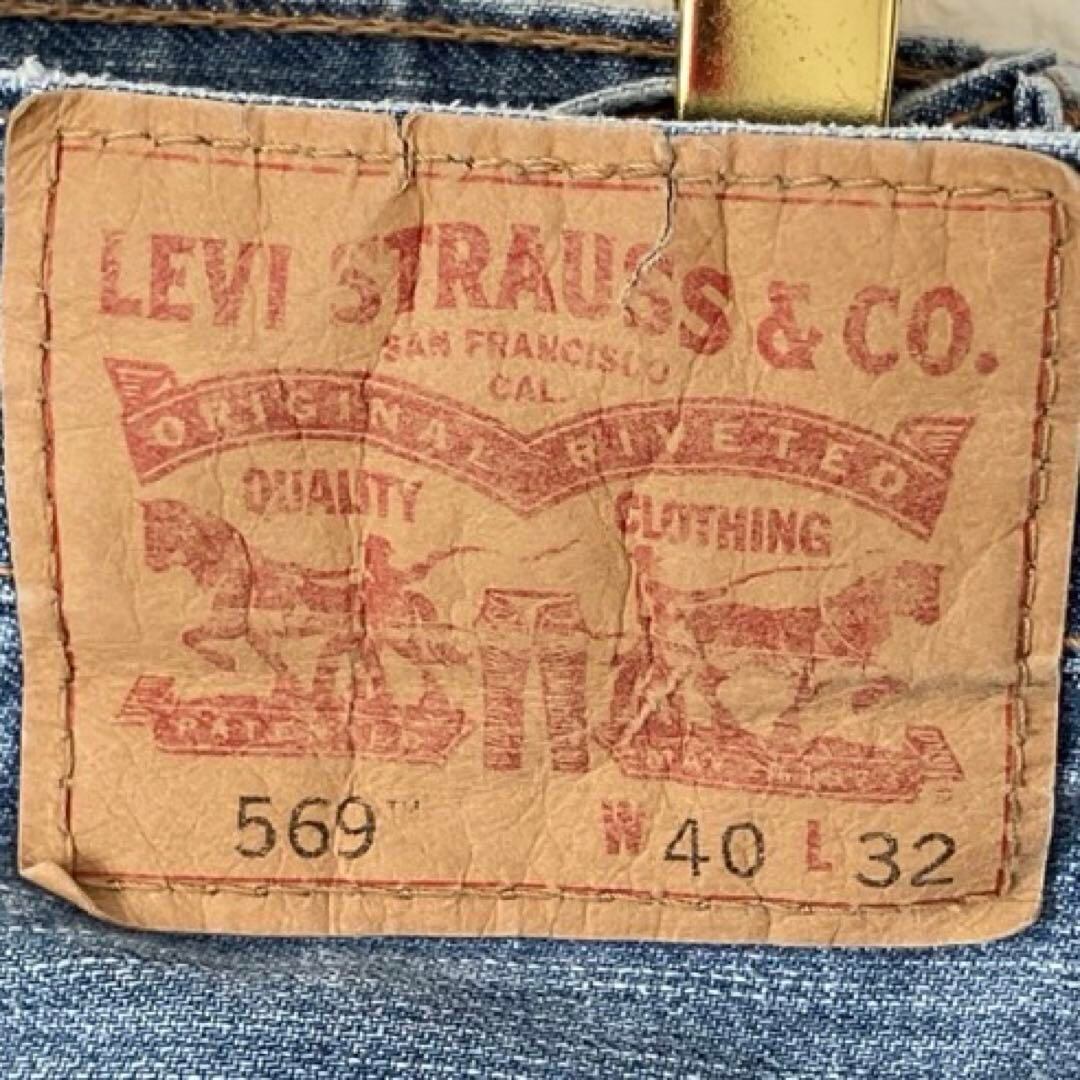 LEVI STRAUSS & CO.
SAN FRANCISCO
CAL.
ORIGINAL RIVETED
QUALITY CLOTHING
569™ W 40 L 32